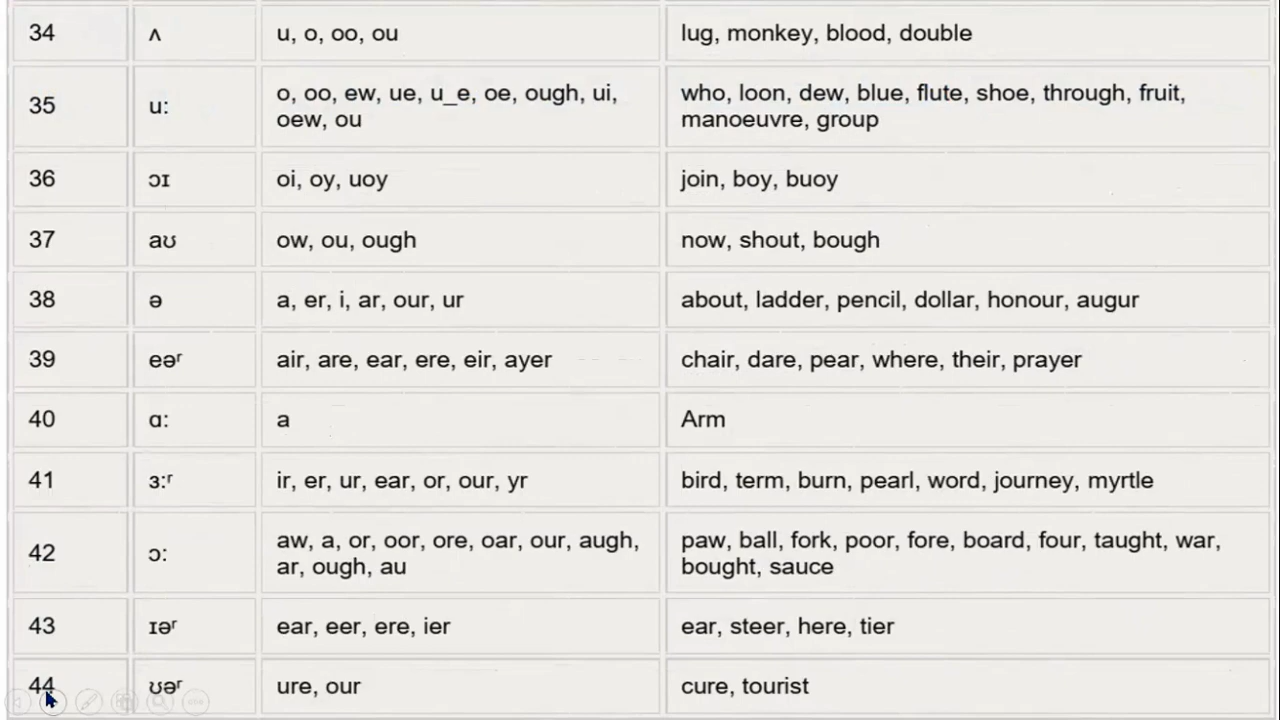 34 ʌ u, o, oo, ou lug, monkey, blood, double
35 u: o, oo, ew, ue, u_e, oe, ough, ui, who, loon, dew, blue, flute, shoe, through, fruit,
oew, ou manoeuvre, group
36 ɔɪ oi, oy, uoy join, boy, buoy
37 aʊ ow, ou, ough now, shout, bough
38 ə a, er, i, ar, our, ur about, ladder, pencil, dollar, honour, augur
39 eəʳ air, are, ear, ere, eir, ayer chair, dare, pear, where, their, prayer
40 ɑ: a Arm
41 ɜ:ʳ ir, er, ur, ear, or, our, yr bird, term, burn, pearl, word, journey, myrtle
42 ɔ: aw, a, or, oor, ore, oar, our, augh, paw, ball, fork, poor, fore, board, four, taught, war,
ar, ough, au bought, sauce
43 ɪəʳ ear, eer, ere, ier ear, steer, here, tier
44 ʊəʳ ure, our cure, tourist